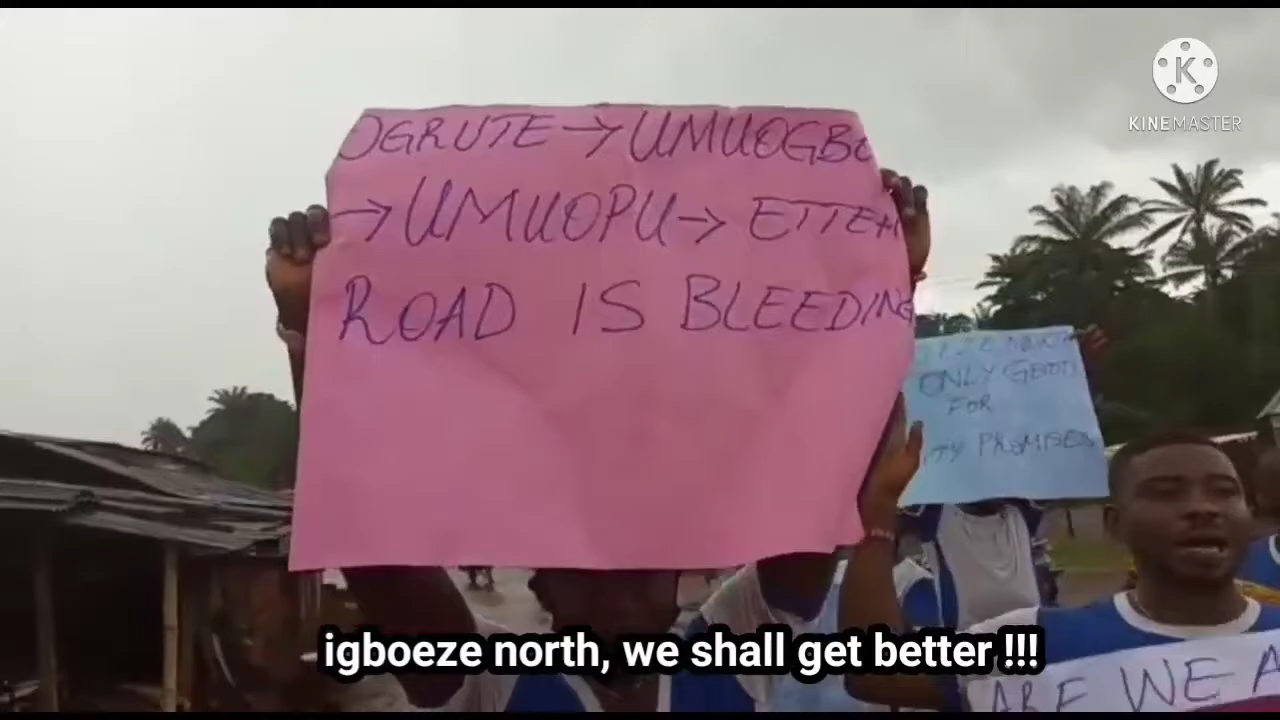 KINEMASTER
OGRUTE → UMUOGBO
→ UMUOPU → ETTEH
ROAD IS BLEEDING
ONLY GOOD
FOR
PROMISES
ARE WE A
igboeze north, we shall get better !!!